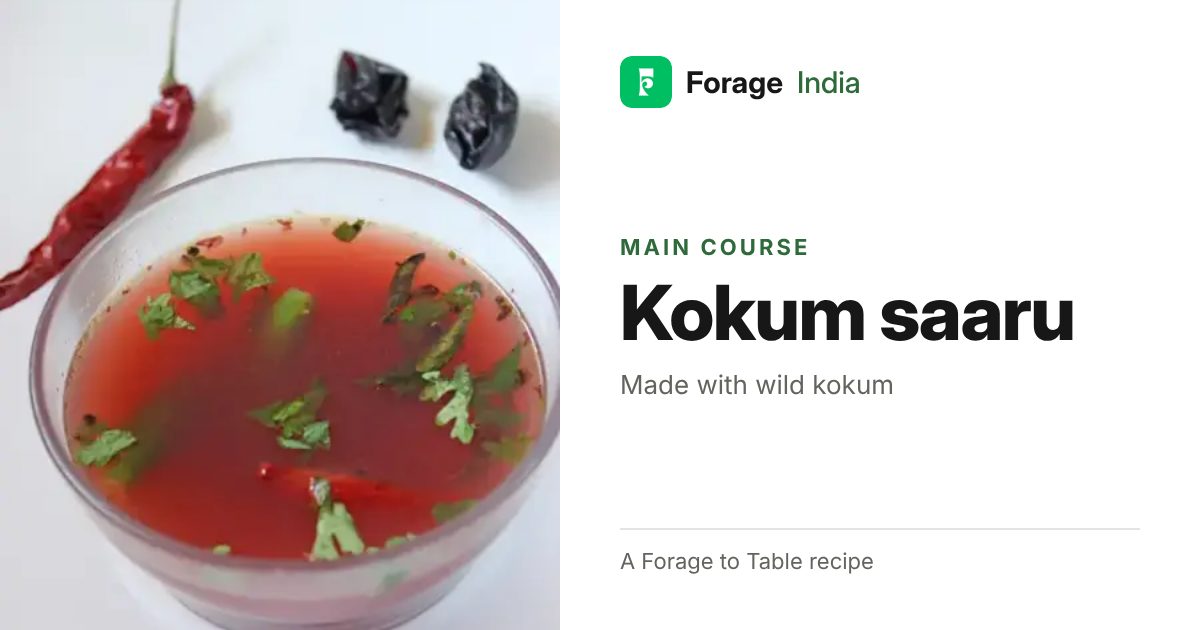 Forage India
MAIN COURSE
Kokum saaru
Made with wild kokum
A Forage to Table recipe